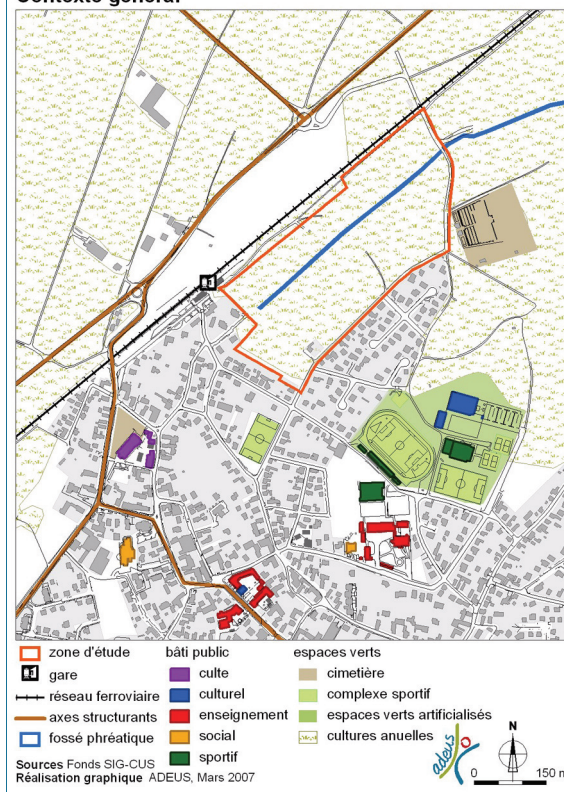 Contexte général
zone d'étude
gare
réseau ferroviaire
axes structurants
fossé phréatique
bâti public
culte
culturel
enseignement
social
sportif
espaces verts
cimetière
complexe sportif
espaces verts artificialisés
cultures anuelles
Sources Fonds SIG-CUS
Réalisation graphique ADEUS, Mars 2007
adeus
N
0 150 m